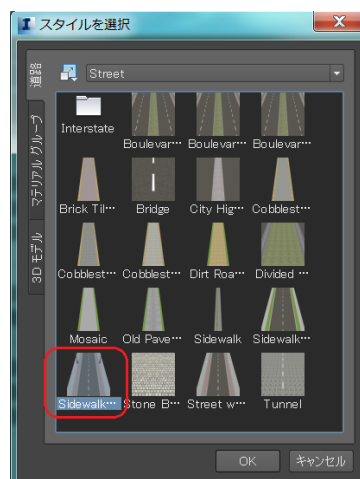 スタイルを選択
道路
マテリアル グループ
3D モデル
Street
Interstate Boulevar… Boulevar… Boulevar…
Brick Til… Bridge City Hig… Cobblest…
Cobblest… Cobblest… Dirt Roa… Divided …
Mosaic Old Pave… Sidewalk Sidewalk…
Sidewalk… Stone B… Street w… Tunnel
OK キャンセル